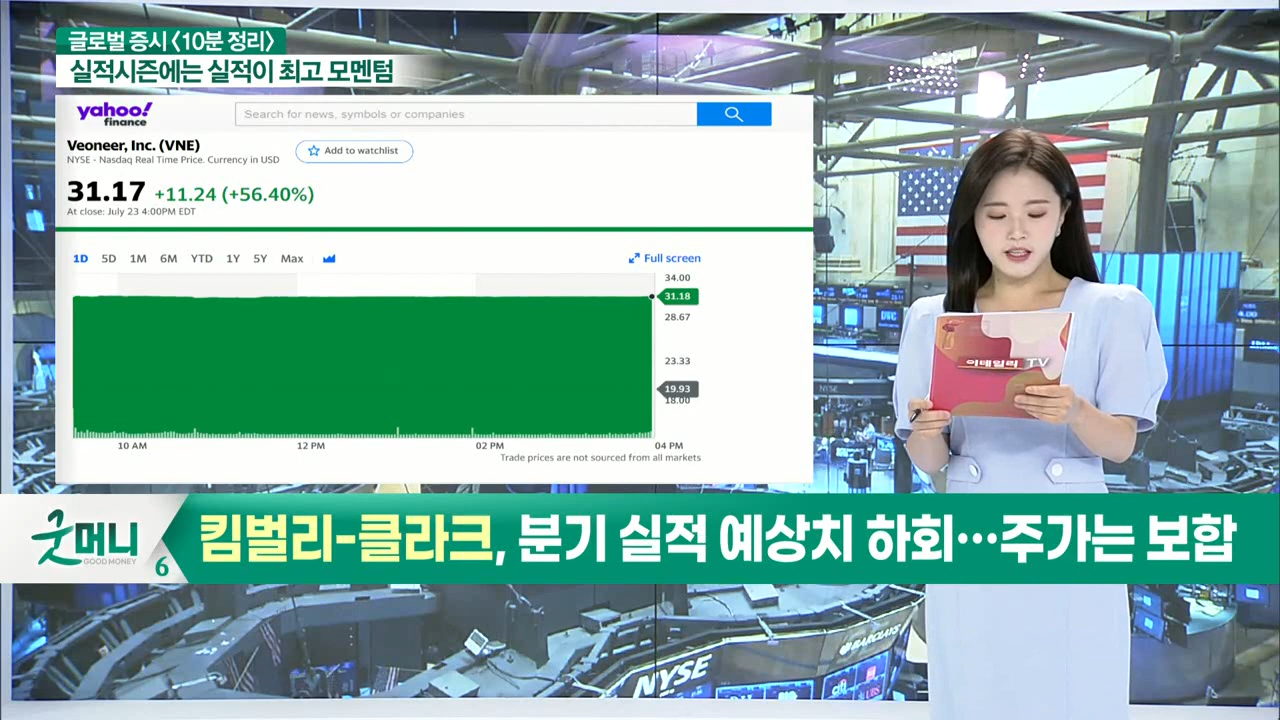 글로벌 증시 <10분 정리>
실적시즌에는 실적이 최고 모멘텀
yahoo!
finance
Search for news, symbols or companies
Veoneer, Inc. (VNE)
NYSE - Nasdaq Real Time Price. Currency in USD
Add to watchlist
31.17 +11.24 (+56.40%)
At close: July 23 4:00PM EDT
1D 5D 1M 6M YTD 1Y 5Y Max
Full screen
34.00
31.18
28.67
23.33
19.93
18.00
10 AM 12 PM 02 PM 04 PM
Trade prices are not sourced from all markets
이데일리 TV
NYSE
굿머니
GOOD MONEY
6
킴벌리-클라크, 분기 실적 예상치 하회…주가는 보합
NYSE
BARCLAYS
citi
UBS